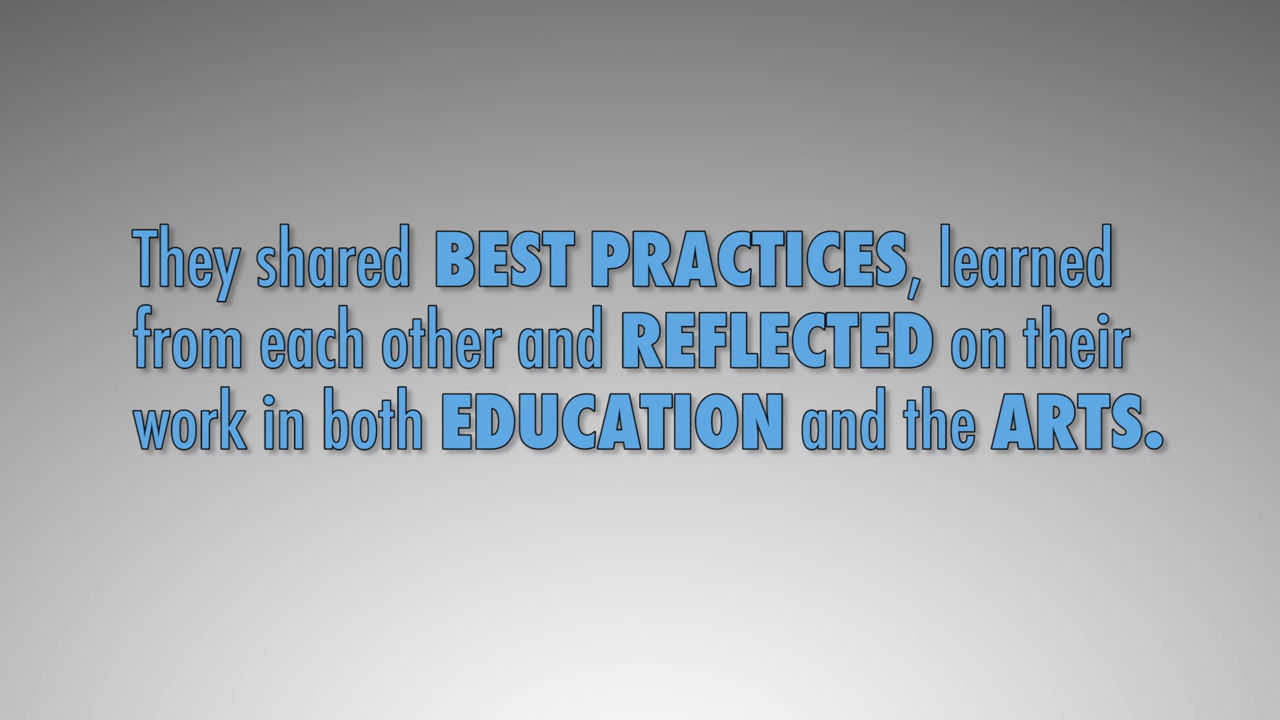 They shared BEST PRACTICES, learned
from each other and REFLECTED on their
work in both EDUCATION and the ARTS.